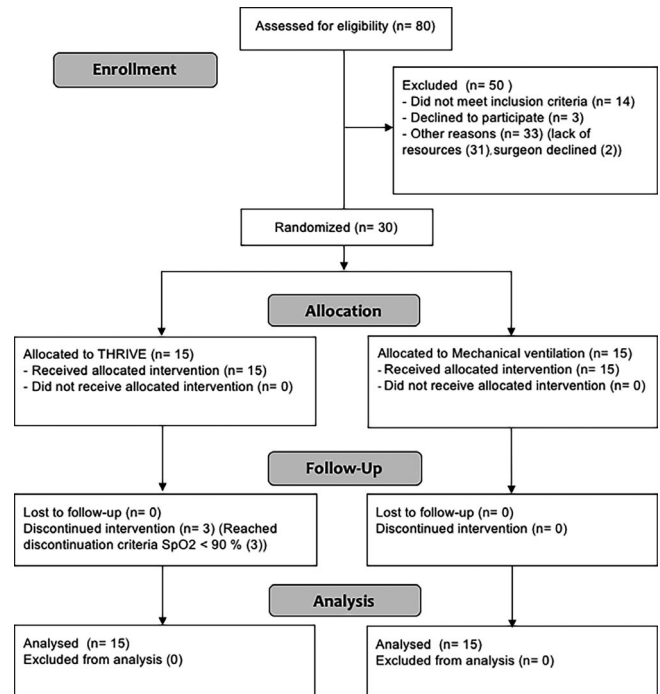 Assessed for eligibility (n= 80)
Enrollment
Excluded (n= 50 )
- Did not meet inclusion criteria (n= 14)
- Declined to participate (n= 3)
- Other reasons (n= 33) (lack of
resources (31),surgeon declined (2))
Randomized (n= 30)
Allocation
Allocated to THRIVE (n= 15)
- Received allocated intervention (n= 15)
- Did not receive allocated intervention (n= 0)
Allocated to Mechanical ventilation (n= 15)
- Received allocated intervention (n= 15)
- Did not receive allocated intervention (n= 0)
Follow-Up
Lost to follow-up (n= 0)
Discontinued intervention (n= 3) (Reached
discontinuation criteria SpO2 < 90 % (3))
Lost to follow-up (n= 0)
Discontinued intervention (n= 0)
Analysis
Analysed (n= 15)
Excluded from analysis (0)
Analysed (n= 15)
Excluded from analysis (n= 0)